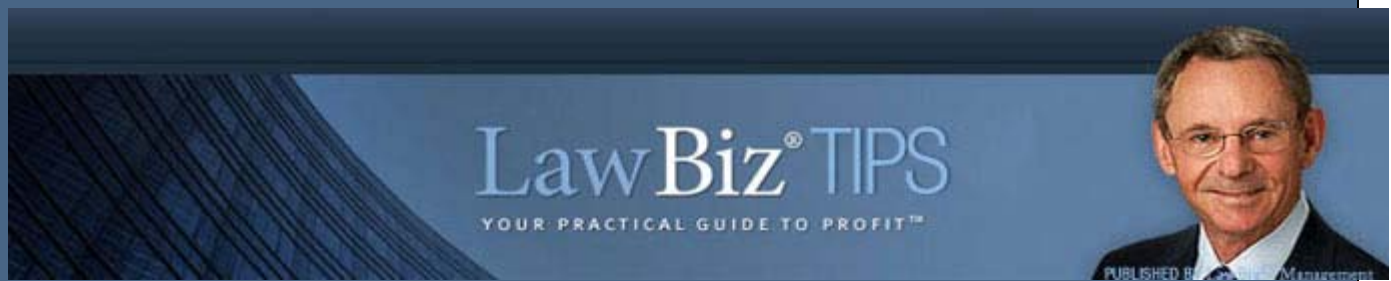 LawBiz® TIPS
YOUR PRACTICAL GUIDE TO PROFIT™
PUBLISHED Management